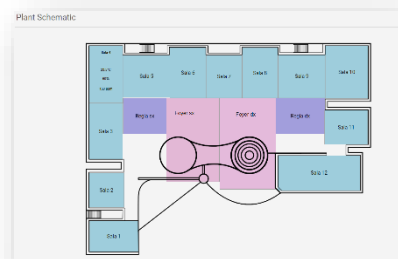 Plant Schematic
Sala 5
Sala 6
Sala 7
Sala 8
Sala 9
Sala 10
Regia sx
Foyer sx
Foyer dx
Regia dx
Sala 3
Sala 11
Sala 2
Sala 12
Sala 1